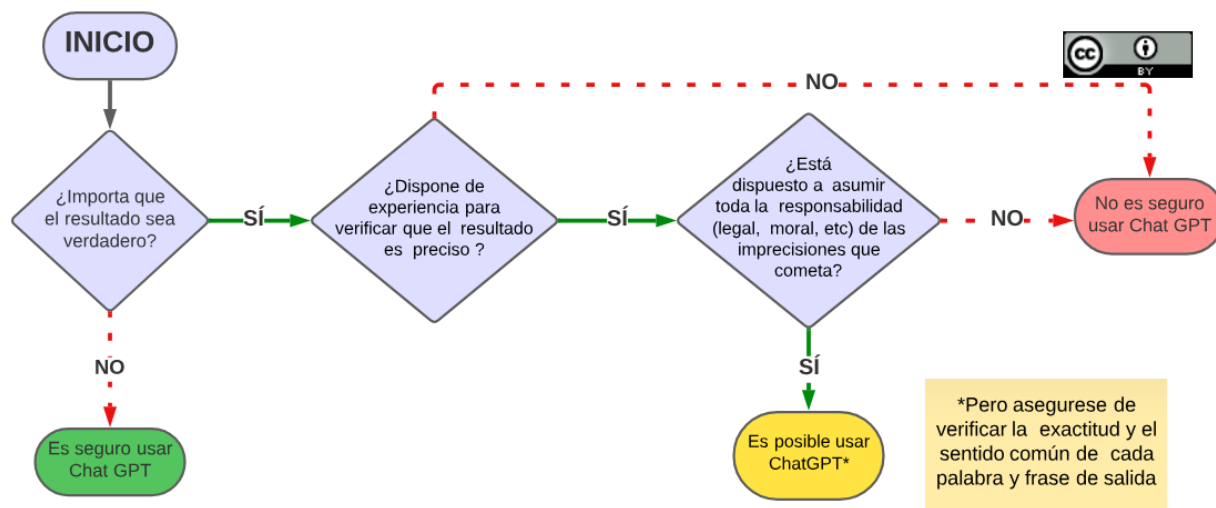 INICIO
cc
BY
NO
¿Importa que
el resultado sea
verdadero?
SÍ
¿Dispone de
experiencia para
verificar que el resultado
es preciso ?
SÍ
¿Está
dispuesto a asumir
toda la responsabilidad
(legal, moral, etc) de las
imprecisiones que
cometa?
NO
No es seguro
usar Chat GPT
NO
Es seguro usar
Chat GPT
SÍ
Es posible usar
ChatGPT*
*Pero asegurese de
verificar la exactitud y el
sentido común de cada
palabra y frase de salida